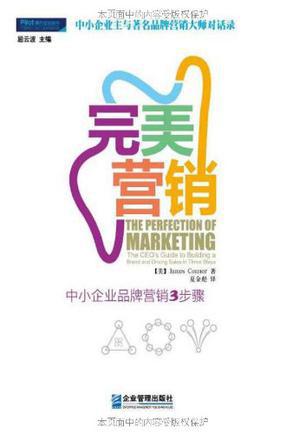 本页面中的内容受版权保护
Pilot
中小企业主与著名品牌营销大师对话录
屈云波 主编
完美
营销
THE PERFECTION OF
MARKETING
The CEO's Guide to Building a
Brand and Driving Sales in Three Steps
【美】James Connor 著
夏金彪 译
中小企业品牌营销3步骤
企业管理出版社
本页面中的内容受版权保护